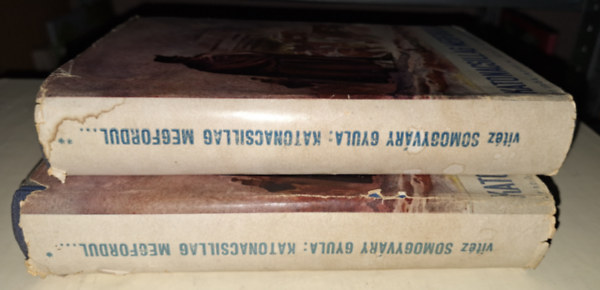 vitéz SOMOGYVÁRY GYULA: KATONACSILLAG MEGFORDUL.... **
vitéz SOMOGYVÁRY GYULA: KATONACSILLAG MEGFORDUL.... *